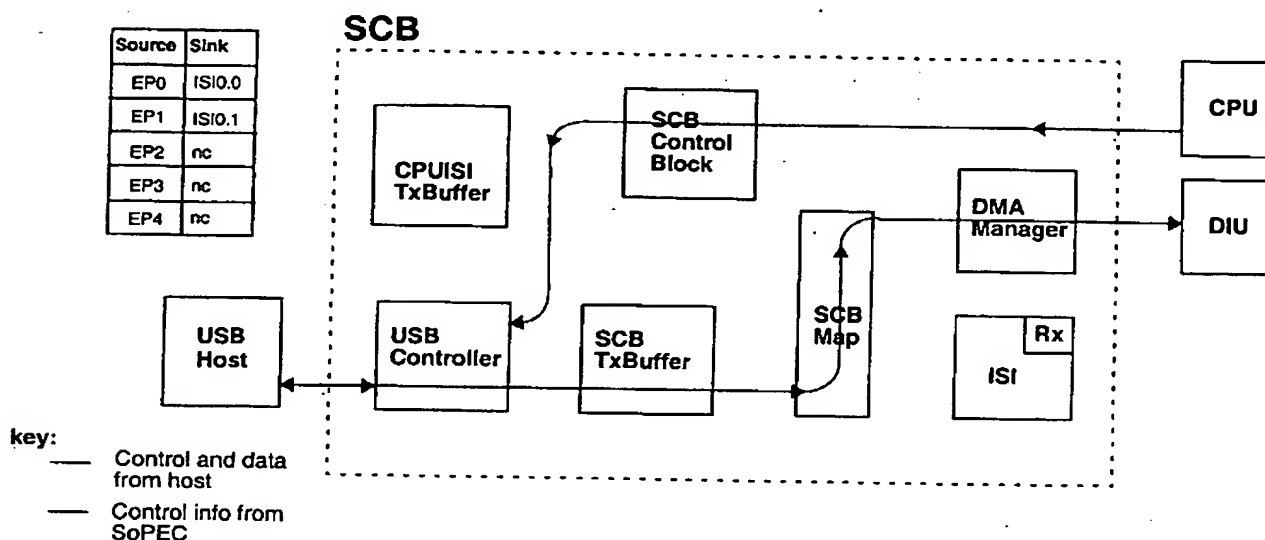 SCB
Source Sink
EP0 ISI0.0
EP1 ISI0.1
EP2 nc
EP3 nc
EP4 nc
CPUISI
TxBuffer
SCB
Control
Block
CPU
DMA
Manager
DIU
USB
Host
USB
Controller
SCB
TxBuffer
SCB
Map
Rx
ISI
key:
Control and data
from host
Control info from
SoPEC